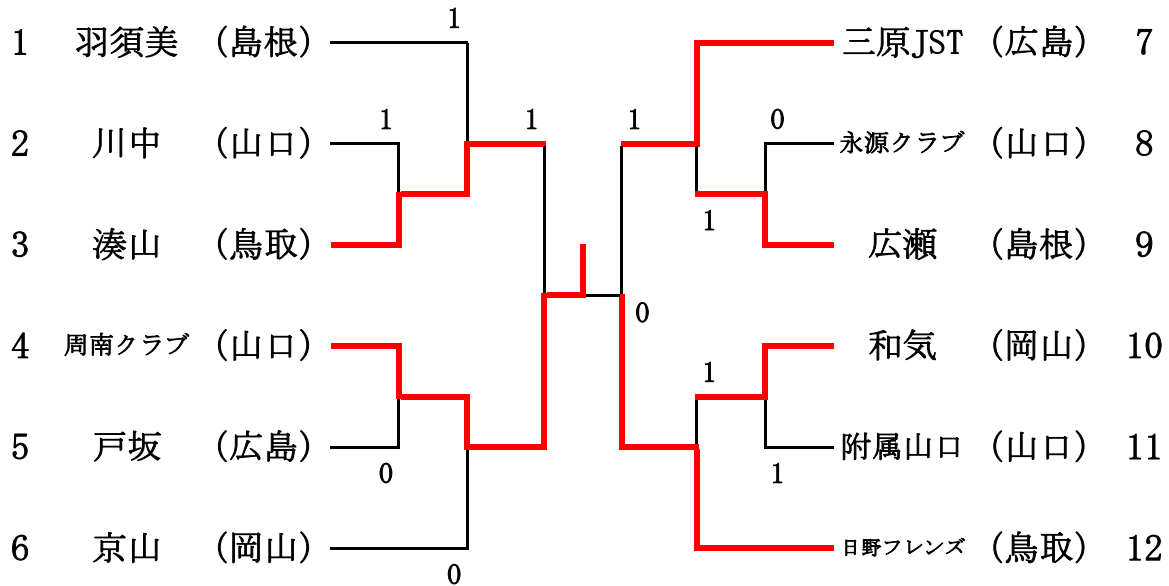 1
1 羽須美 (島根)
三原JST (広島) 7
1
1
1
0
2 川中 (山口)
永源クラブ (山口) 8
1
3 湊山 (鳥取)
広瀬 (島根) 9
0
4 周南クラブ (山口)
和気 (岡山) 10
1
5 戸坂 (広島)
附属山口 (山口) 11
0
1
6 京山 (岡山)
日野フレンズ (鳥取) 12
0